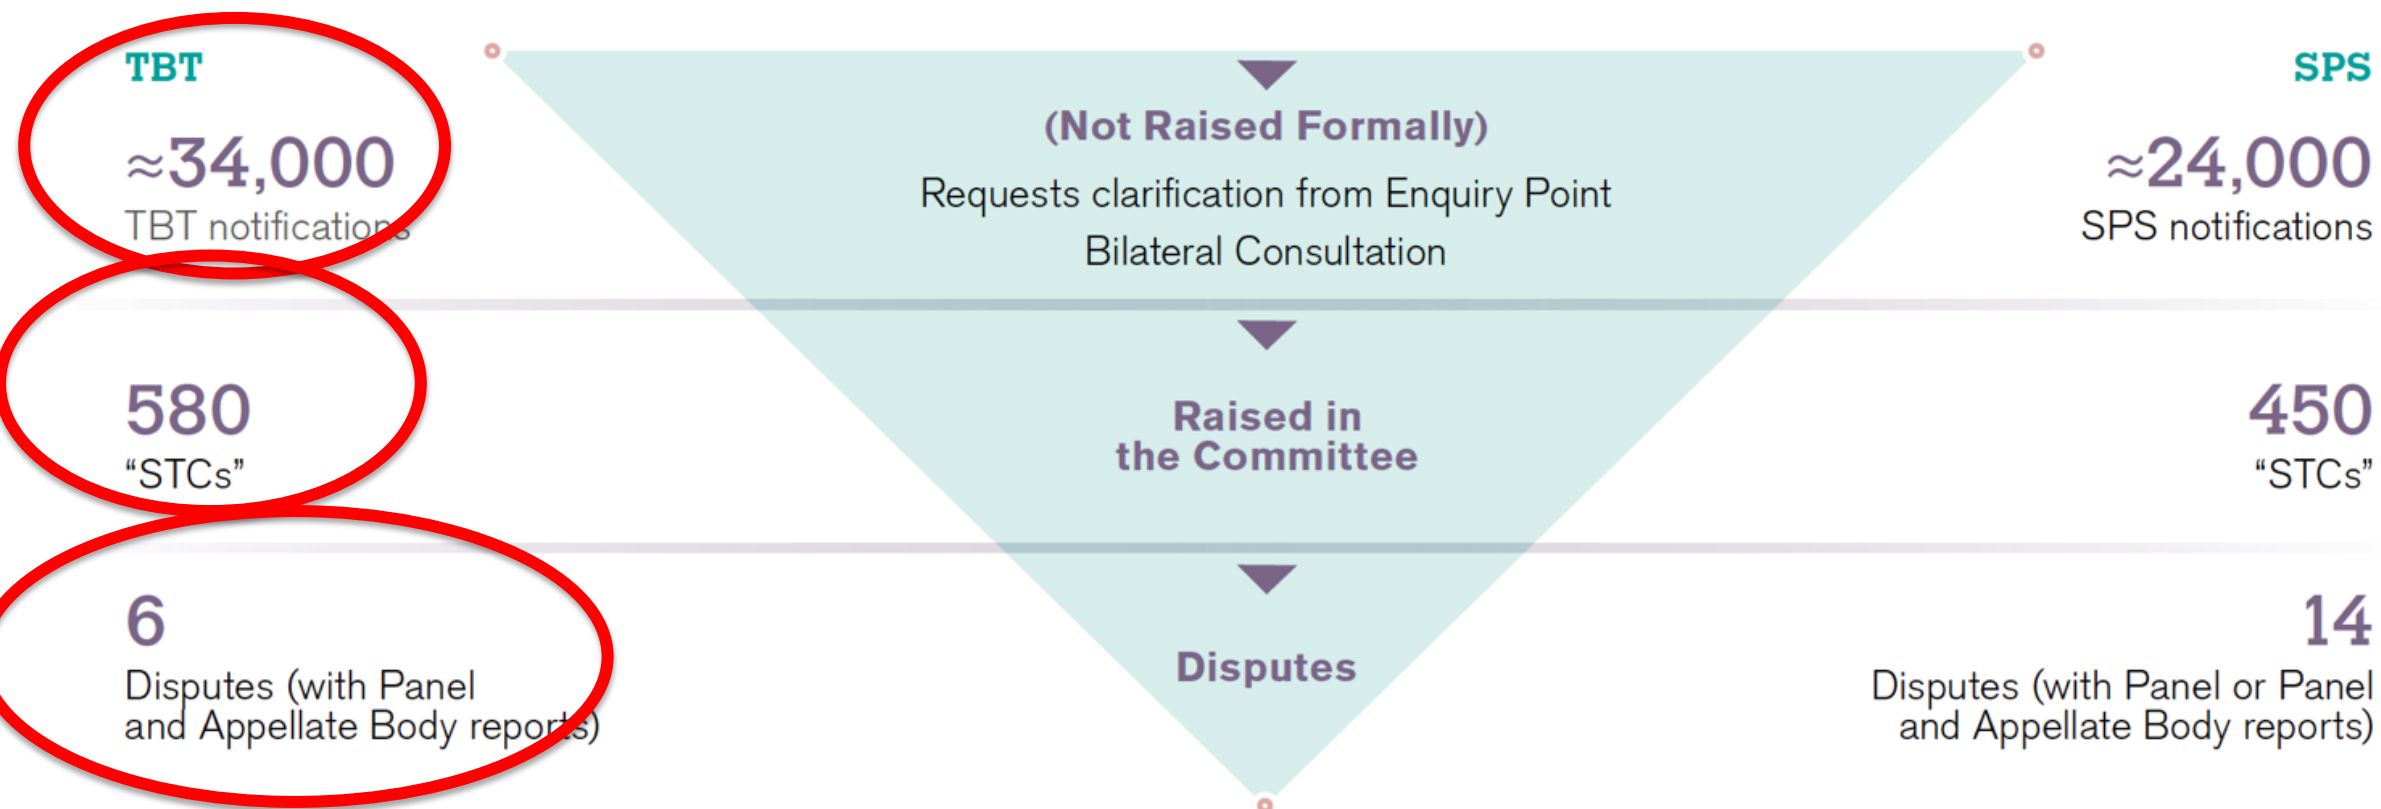 TBT
≈34,000
TBT notifications
580
“STCs”
6
Disputes (with Panel
and Appellate Body reports)
(Not Raised Formally)
Requests clarification from Enquiry Point
Bilateral Consultation
Raised in
the Committee
Disputes
SPS
≈24,000
SPS notifications
450
“STCs”
14
Disputes (with Panel or Panel
and Appellate Body reports)